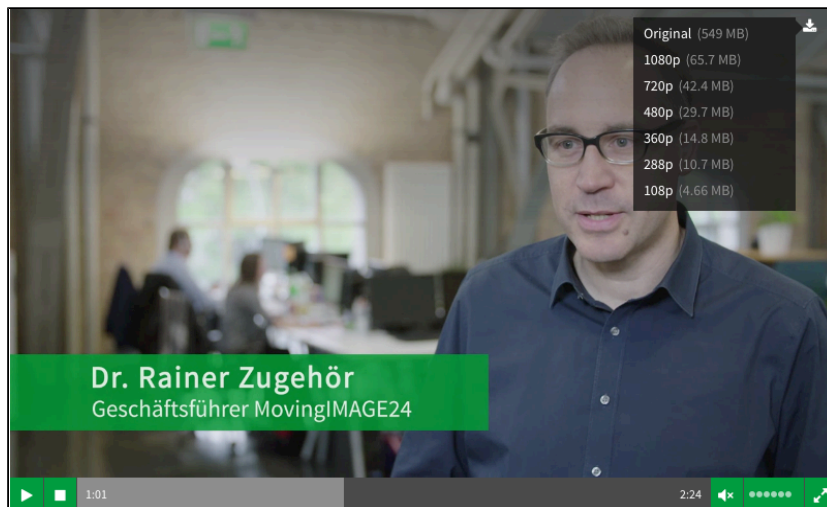 Original (549 MB)
1080p (65.7 MB)
720p (42.4 MB)
480p (29.7 MB)
360p (14.8 MB)
288p (10.7 MB)
108p (4.66 MB)
Dr. Rainer Zugehör
Geschäftsführer MovingIMAGE24
1:01 2:24